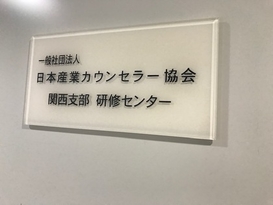 一般社団法人
日本産業カウンセラー協会
関西支部 研修センター